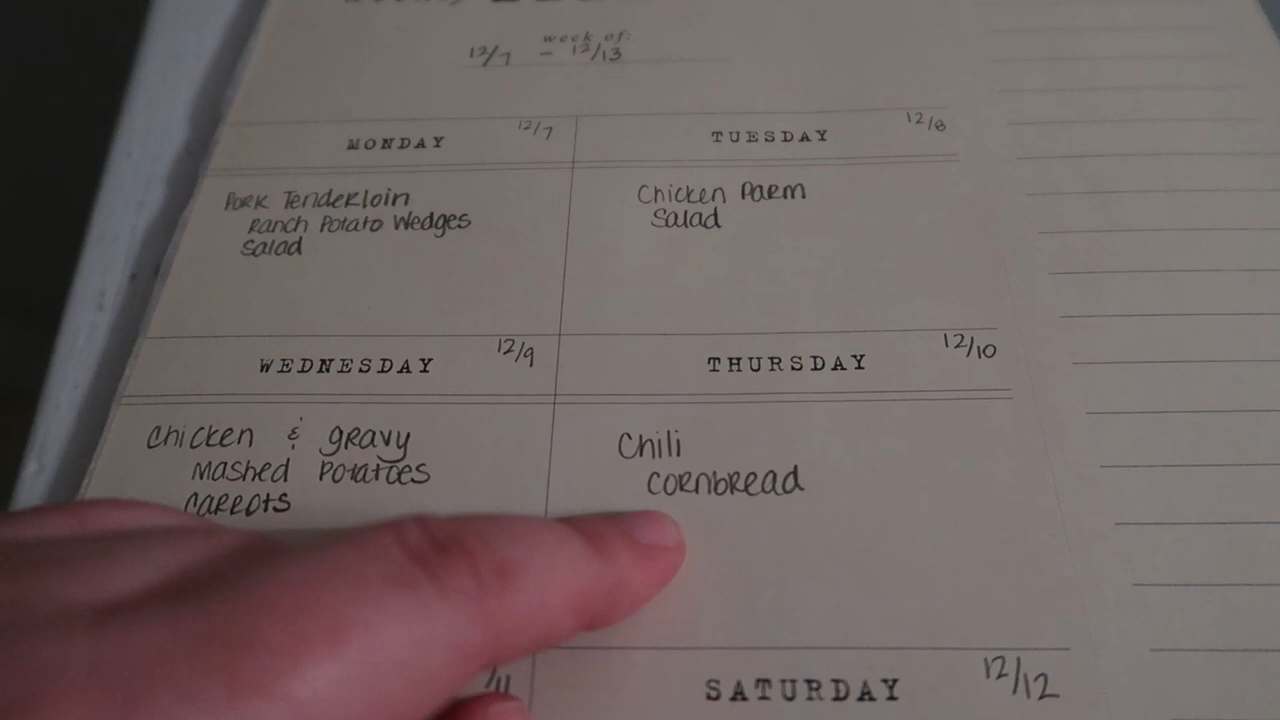 week of:
12/7 - 12/13
MONDAY 12/7
Pork Tenderloin
Ranch Potato Wedges
Salad
TUESDAY 12/8
Chicken Parm
Salad
WEDNESDAY 12/9
Chicken & gravy
Mashed Potatoes
Carrots
THURSDAY 12/10
Chili
Cornbread
/11
SATURDAY 12/12